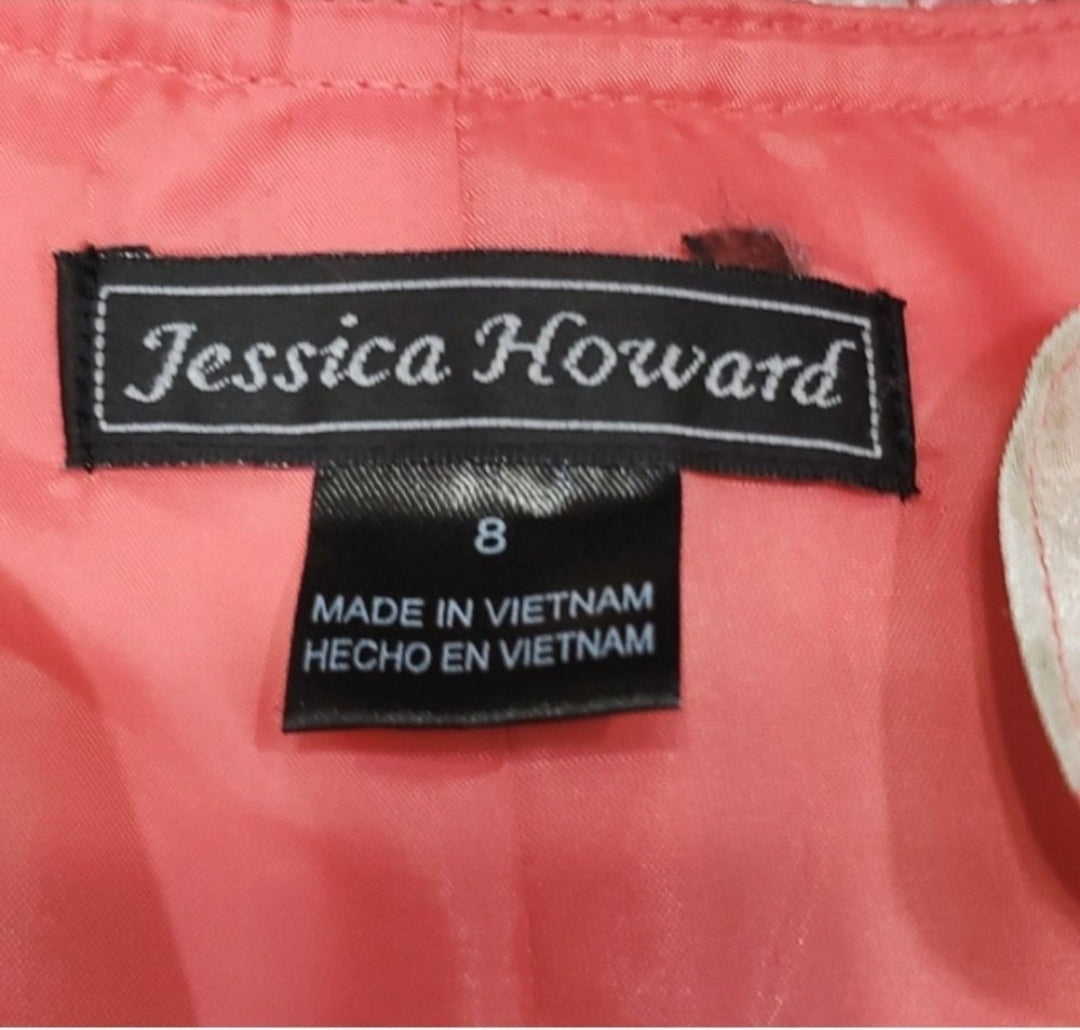 Jessica Howard
8
MADE IN VIETNAM
HECHO EN VIETNAM